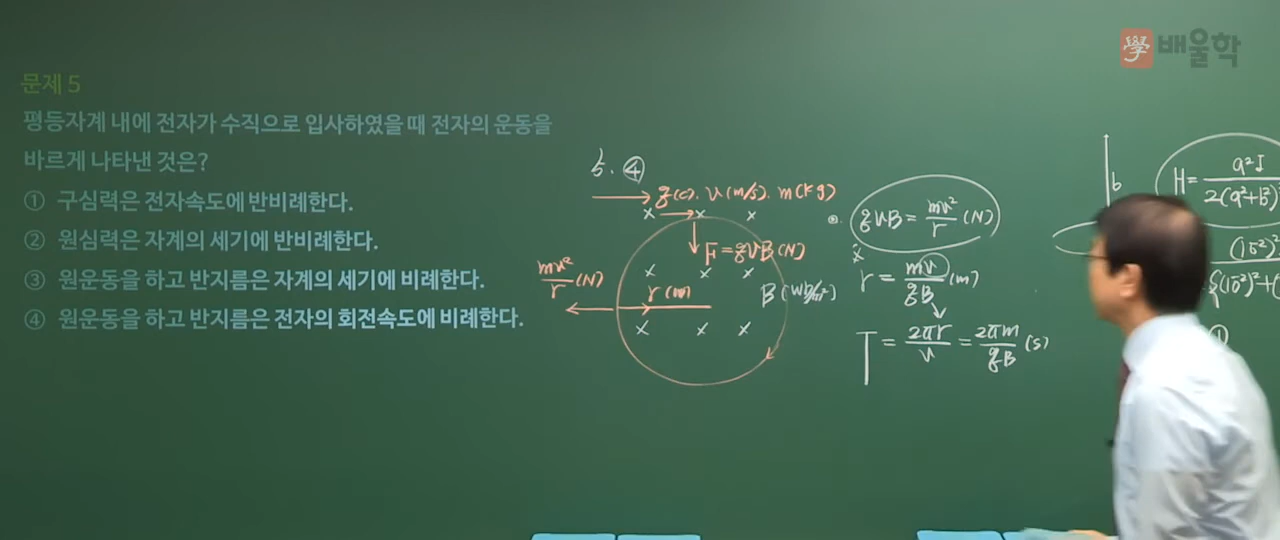 學 배울학
문제 5
평등자계 내에 전자가 수직으로 입사하였을 때 전자의 운동을
바르게 나타낸 것은?
① 구심력은 전자속도에 반비례한다.
② 원심력은 자계의 세기에 반비례한다.
③ 원운동을 하고 반지름은 자계의 세기에 비례한다.
④ 원운동을 하고 반지름은 전자의 회전속도에 비례한다.
5. ④
q(c). v(m/s). m(kg)
F = qvB(N)
mv²/r (N)
r(m)
B
qvB = mv²/r (N)
r = mv/qB (m)
T = 2πr/v = 2πm/qB (s)
b
H = a²I
①